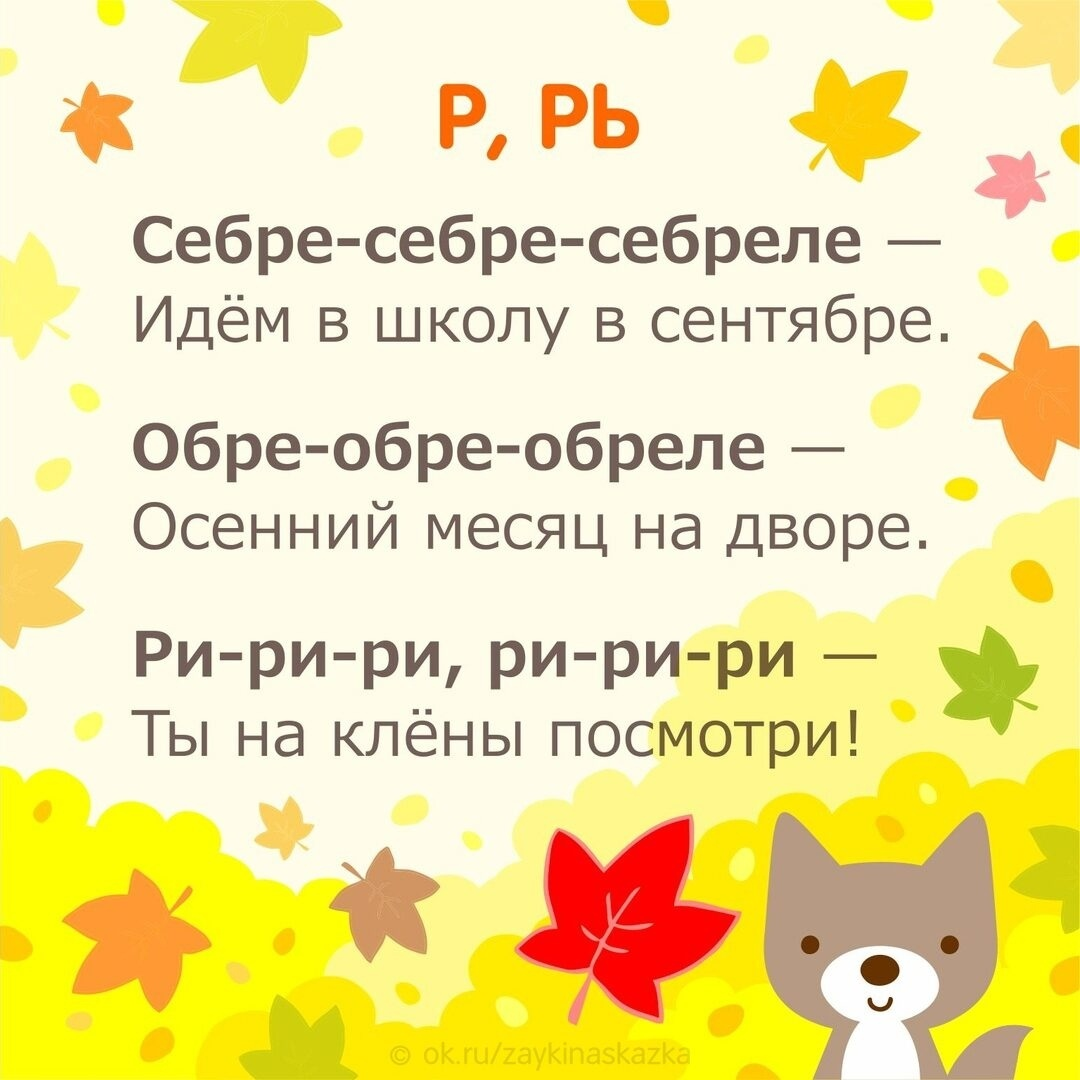 Р, РЬ
Себре-себре-себреле —
Идём в школу в сентябре.
Обре-обре-обреле —
Осенний месяц на дворе.
Ри-ри-ри, ри-ри-ри —
Ты на клёны посмотри!
© ok.ru/zaykinaskazka